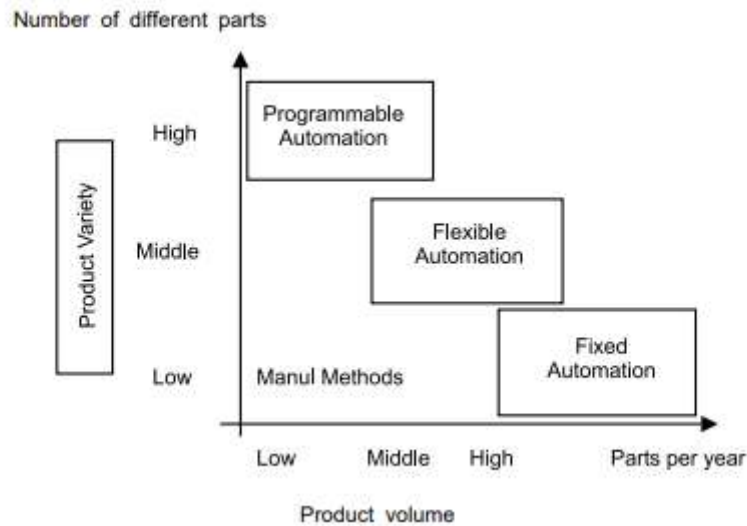 Number of different parts
Programmable
Automation
High
Product Variety
Flexible
Automation
Middle
Fixed
Automation
Low
Manul Methods
Low
Middle
High
Parts per year
Product volume